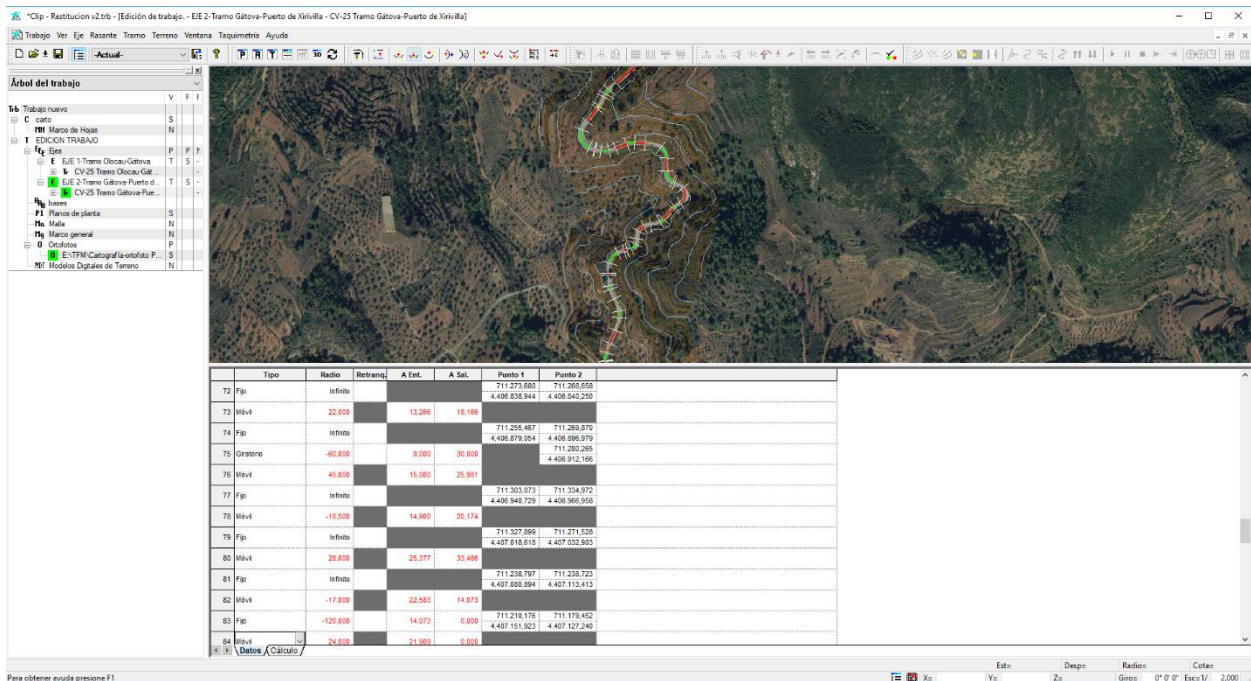 *Clip - Restitucion v2.trb - [Edición de trabajo. - EJE 2-Tramo Gátova-Puerto de Xirivilla - CV-25 Tramo Gátova-Puerto de Xirivilla]
Trabajo Ver Eje Rasante Tramo Terreno Ventana Taquimetría Ayuda
-Actual-
Árbol del trabajo
V F F
Trb Trabajo nuevo
C carto S
MH Marco de Hojas N
T EDICION TRABAJO
Ejes P P N
E EJE 1-Tramo Olocau-Gátova T S -
Tr CV-25 Tramo Olocau-Gát... -
E EJE 2-Tramo Gátova-Puerto d... T S -
Tr CV-25 Tramo Gátova-Pue... -
bases
Pl Planos de planta S
Ma Malla N
Mg Marco general N
O Ortofotos P
O E:\TFM\Cartografía-ortofoto P... S
MDT Modelos Digitales de Terreno N
Tipo Radio Retranq. A Ent. A Sal. Punto 1 Punto 2
72 Fijo Infinito 711.273,680 711.268,658
4.406.838,944 4.406.840,250
73 Móvil 22,000 13,266 18,166
74 Fijo Infinito 711.255,467 711.269,870
4.406.879,054 4.406.896,979
75 Giratorio -60,000 0,000 30,000 711.280,265
4.406.912,166
76 Móvil 45,000 15,000 25,981
77 Fijo Infinito 711.303,073 711.334,972
4.406.940,729 4.406.966,958
78 Móvil -18,500 14,900 20,174
79 Fijo Infinito 711.327,899 711.271,528
4.407.018,618 4.407.032,903
80 Móvil 28,000 25,377 33,466
81 Fijo Infinito 711.238,797 711.238,723
4.407.080,894 4.407.113,413
82 Móvil -17,000 22,583 14,073
83 Fijo -120,000 14,073 0,000 711.210,176 711.179,452
4.407.151,923 4.407.127,240
84 Móvil 24,000 21,909 0,000
Datos Cálculo
Est= Desp= Radio= Cota=
Para obtener ayuda presione F1 X= Y= Z= Giro= 0° 0' 0" Esc=1/ 2,000